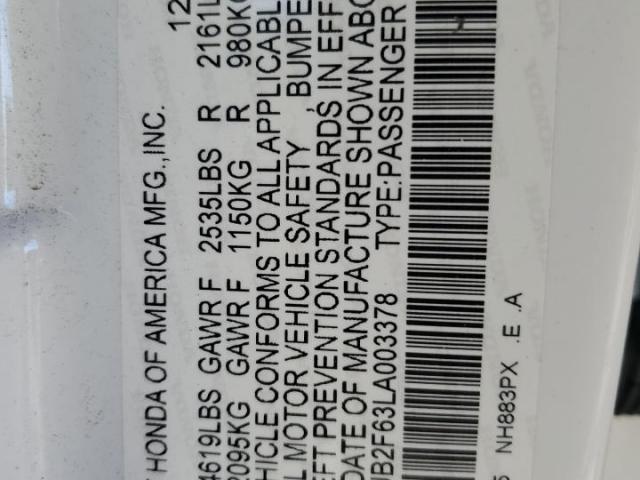 HONDA OF AMERICA MFG.,INC. 12
4619LBS GAWR F 2535LBS R 2161L
2095KG GAWR F 1150KG R 980KG
HICLE CONFORMS TO ALL APPLICABLE
L MOTOR VEHICLE SAFETY , BUMPE
EFT PREVENTION STANDARDS IN EFF
DATE OF MANUFACTURE SHOWN ABO
UB2F63LA003378 TYPE:PASSENGER
NH883PX .E .A